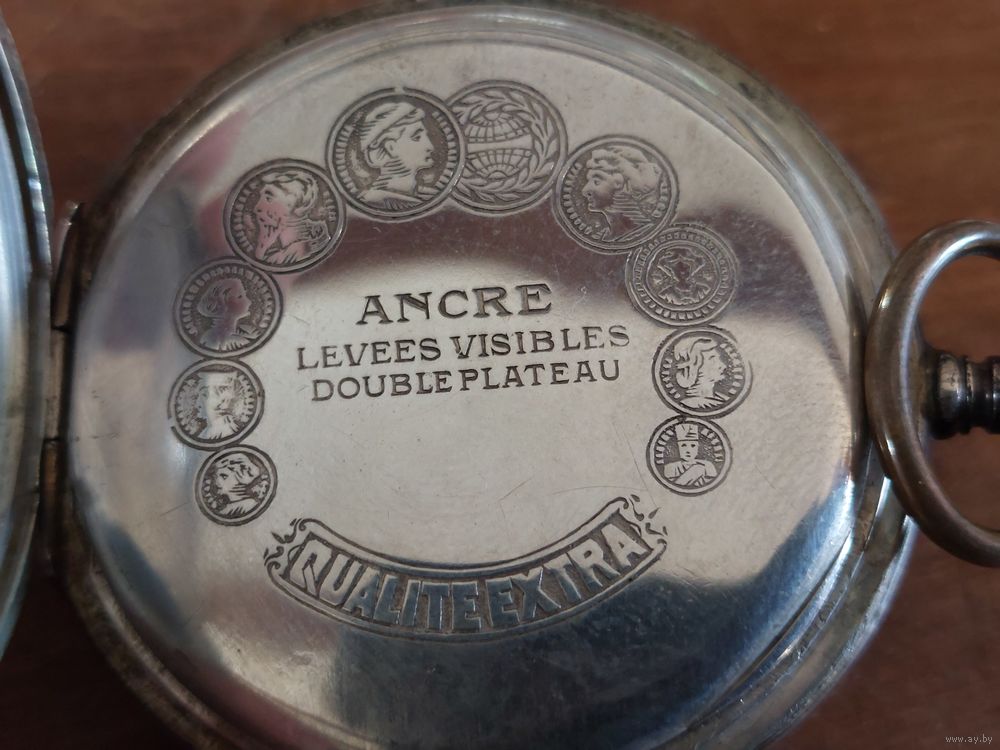 ANCRE
LEVEES VISIBLES
DOUBLE PLATEAU
QUALITE EXTRA
www.ay.by